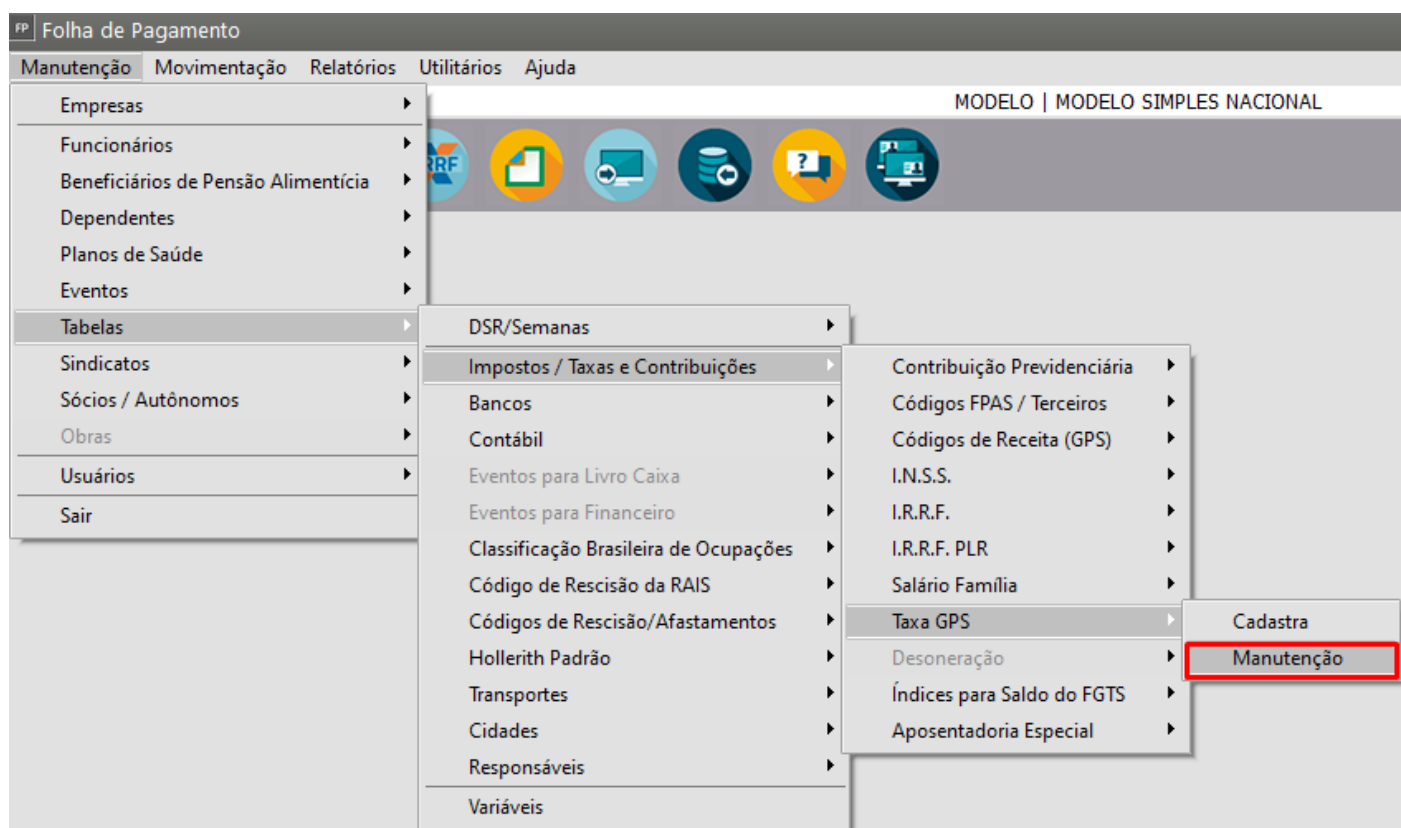 FP Folha de Pagamento
Manutenção Movimentação Relatórios Utilitários Ajuda
MODELO | MODELO SIMPLES NACIONAL
Empresas
Funcionários
Beneficiários de Pensão Alimentícia
Dependentes
Planos de Saúde
Eventos
Tabelas
Sindicatos
Sócios / Autônomos
Obras
Usuários
Sair
RRF
?
DSR/Semanas
Impostos / Taxas e Contribuições
Bancos
Contábil
Eventos para Livro Caixa
Eventos para Financeiro
Classificação Brasileira de Ocupações
Código de Rescisão da RAIS
Códigos de Rescisão/Afastamentos
Hollerith Padrão
Transportes
Cidades
Responsáveis
Variáveis
Contribuição Previdenciária
Códigos FPAS / Terceiros
Códigos de Receita (GPS)
I.N.S.S.
I.R.R.F.
I.R.R.F. PLR
Salário Família
Taxa GPS
Desoneração
Índices para Saldo do FGTS
Aposentadoria Especial
Cadastra
Manutenção